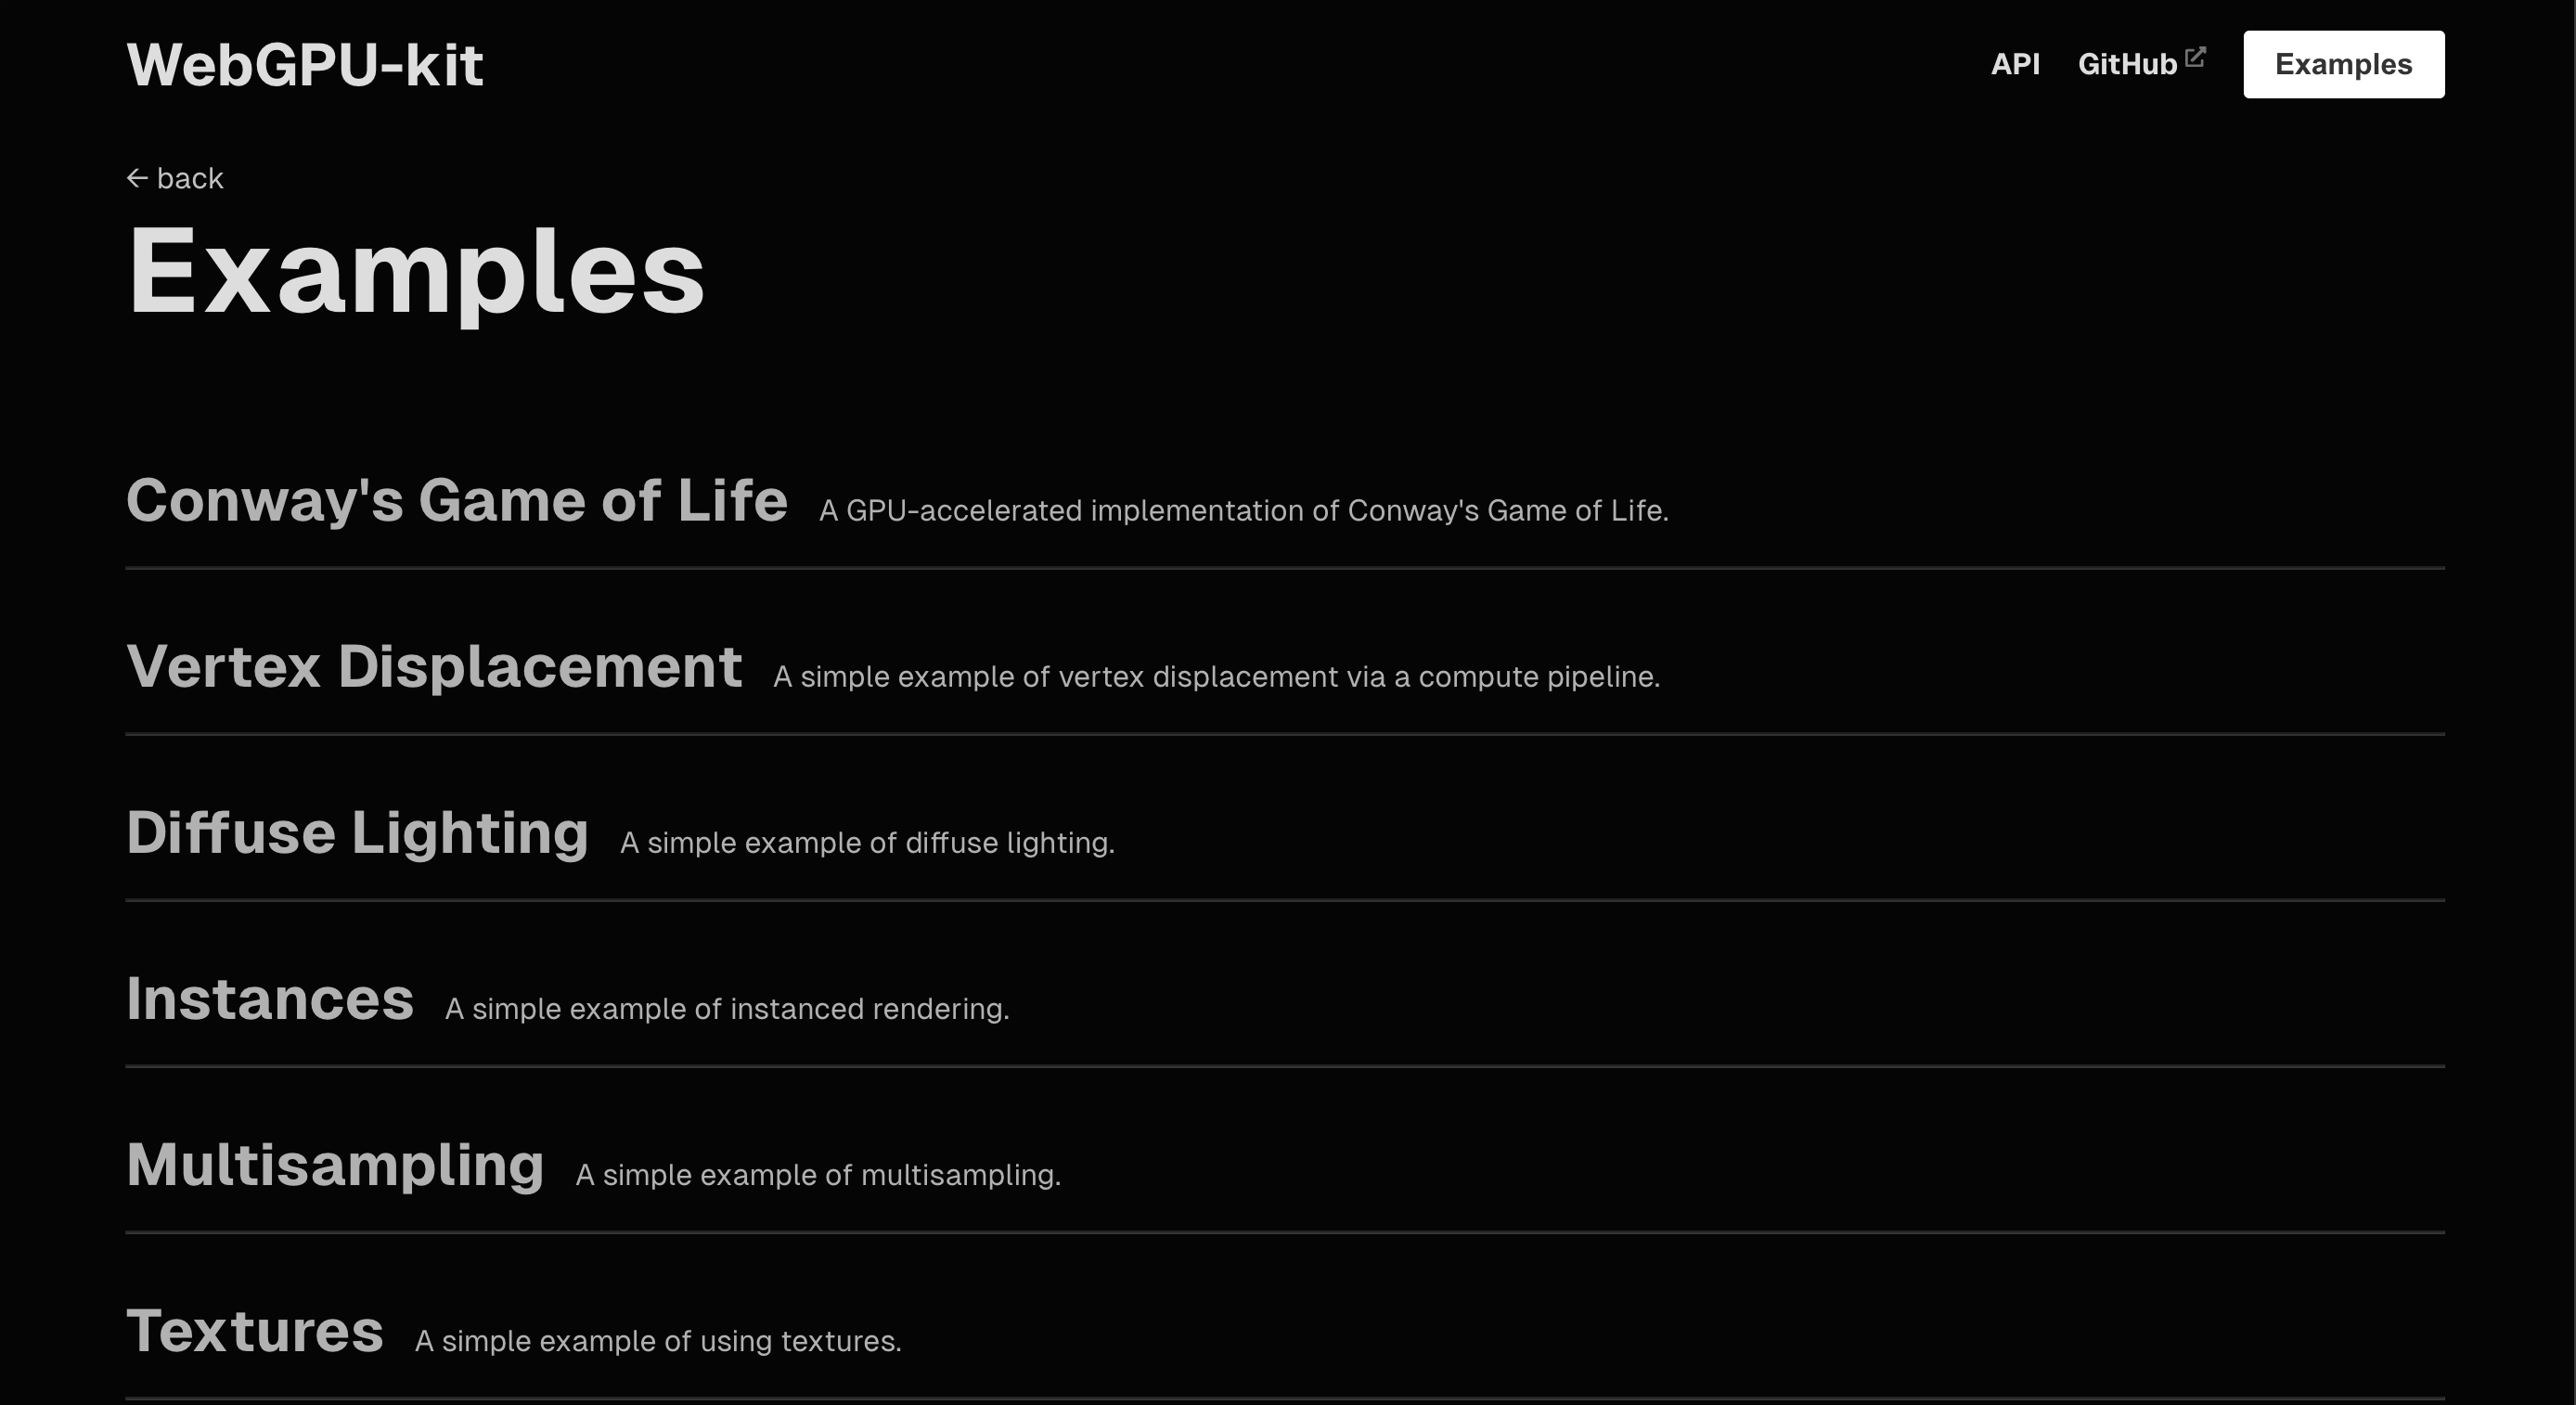 WebGPU-kit
API GitHub Examples
← back
Examples
Conway's Game of Life A GPU-accelerated implementation of Conway's Game of Life.
Vertex Displacement A simple example of vertex displacement via a compute pipeline.
Diffuse Lighting A simple example of diffuse lighting.
Instances A simple example of instanced rendering.
Multisampling A simple example of multisampling.
Textures A simple example of using textures.